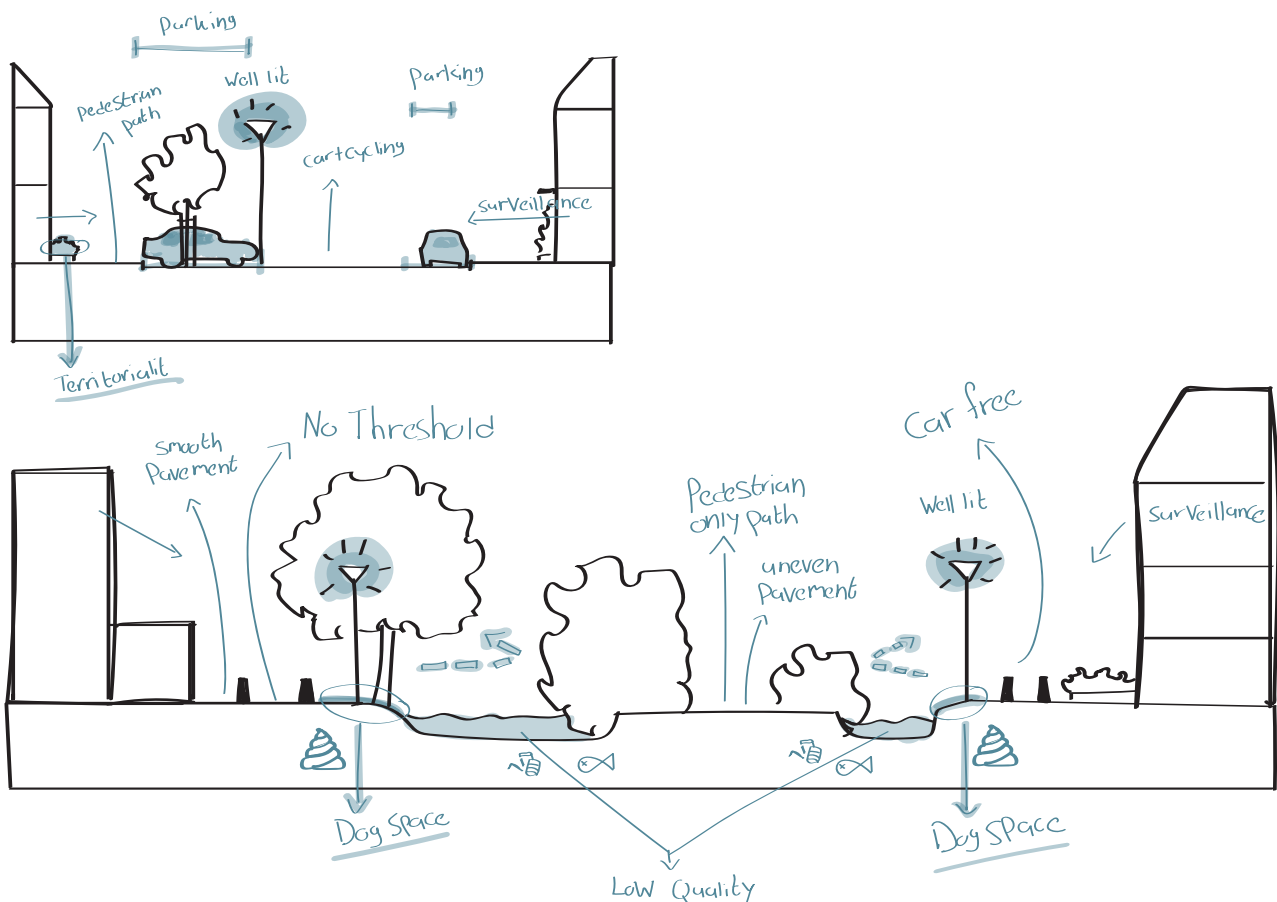 Parking
Well lit
Parking
pedestrian
path
car+cycling
surveillance
Territorialit
No Threshold
Car free
smooth
Pavement
Pedestrian
only path
Well lit
surveillance
uneven
Pavement
Dog space
Dog space
Low Quality